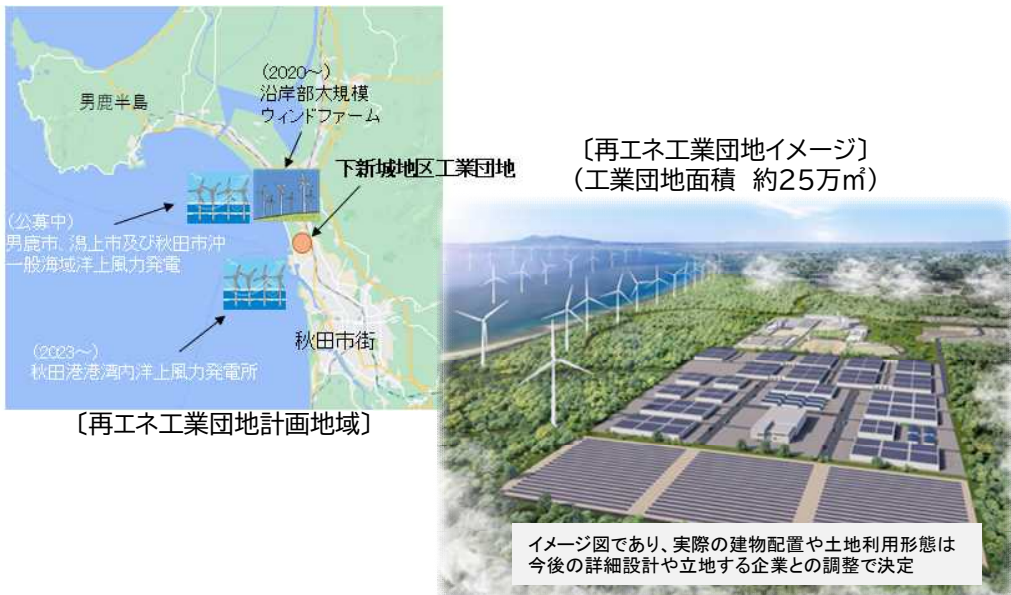 男鹿半島
(2020～)
沿岸部大規模
ウィンドファーム
下新城地区工業団地
(公募中)
男鹿市、潟上市及び秋田市沖
一般海域洋上風力発電
秋田市街
(2023～)
秋田港港湾内洋上風力発電所
〔再エネ工業団地計画地域〕
〔再エネ工業団地イメージ〕
(工業団地面積 約25万㎡)
イメージ図であり、実際の建物配置や土地利用形態は
今後の詳細設計や立地する企業との調整で決定